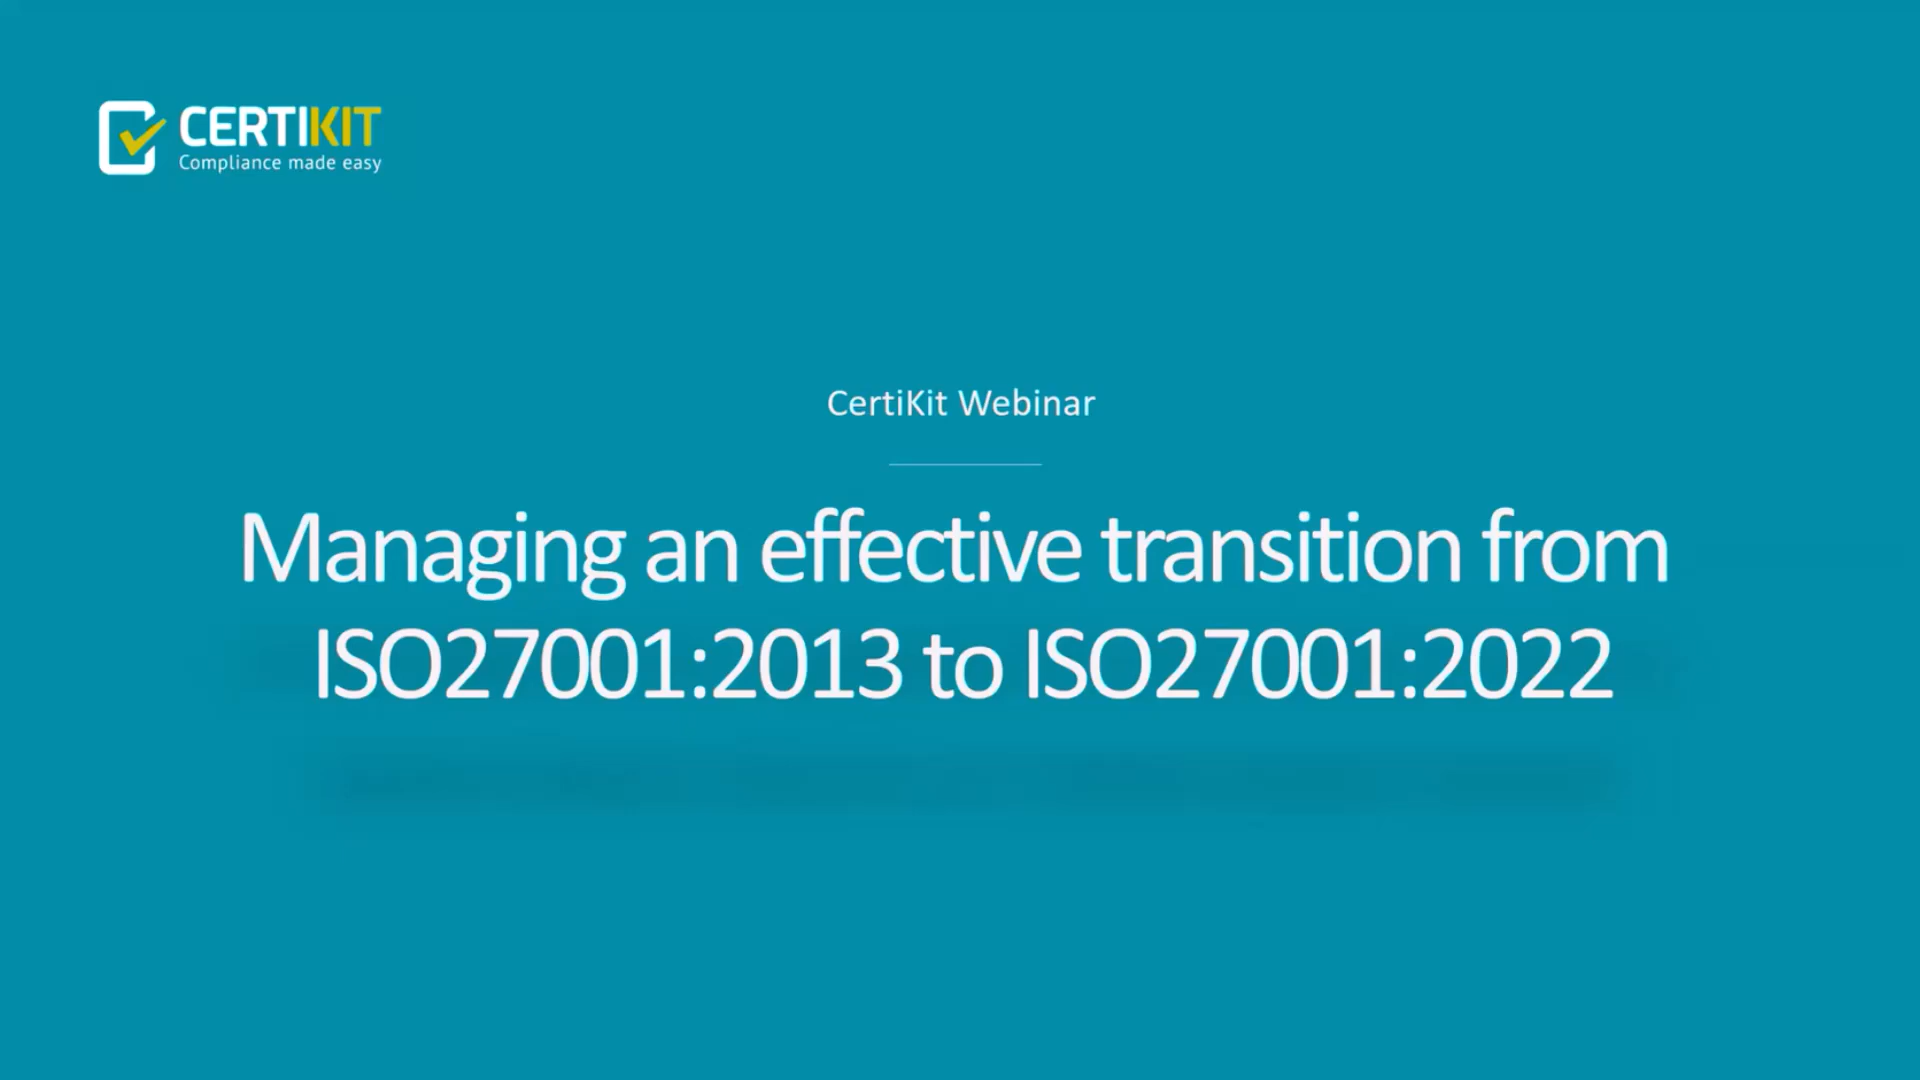 CERTIKIT
Compliance made easy
CertiKit Webinar
Managing an effective transition from
ISO27001:2013 to ISO27001:2022